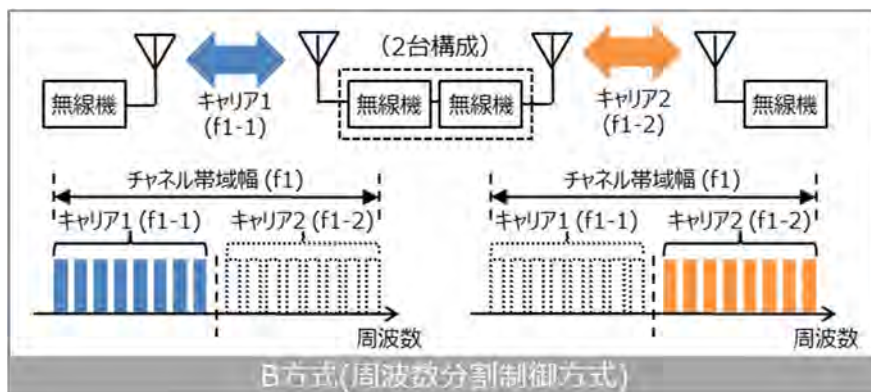 (2台構成)
無線機
キャリア1
(f1-1)
無線機
無線機
キャリア2
(f1-2)
無線機
チャネル帯域幅 (f1)
キャリア1 (f1-1)
キャリア2 (f1-2)
周波数
チャネル帯域幅 (f1)
キャリア1 (f1-1)
キャリア2 (f1-2)
周波数
B方式(周波数分割制御方式)